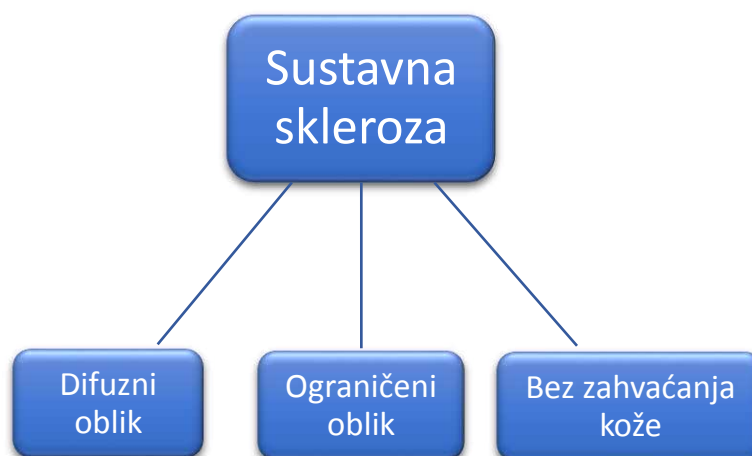 Sustavna
skleroza
Difuzni
oblik
Ograničeni
oblik
Bez zahvaćanja
kože